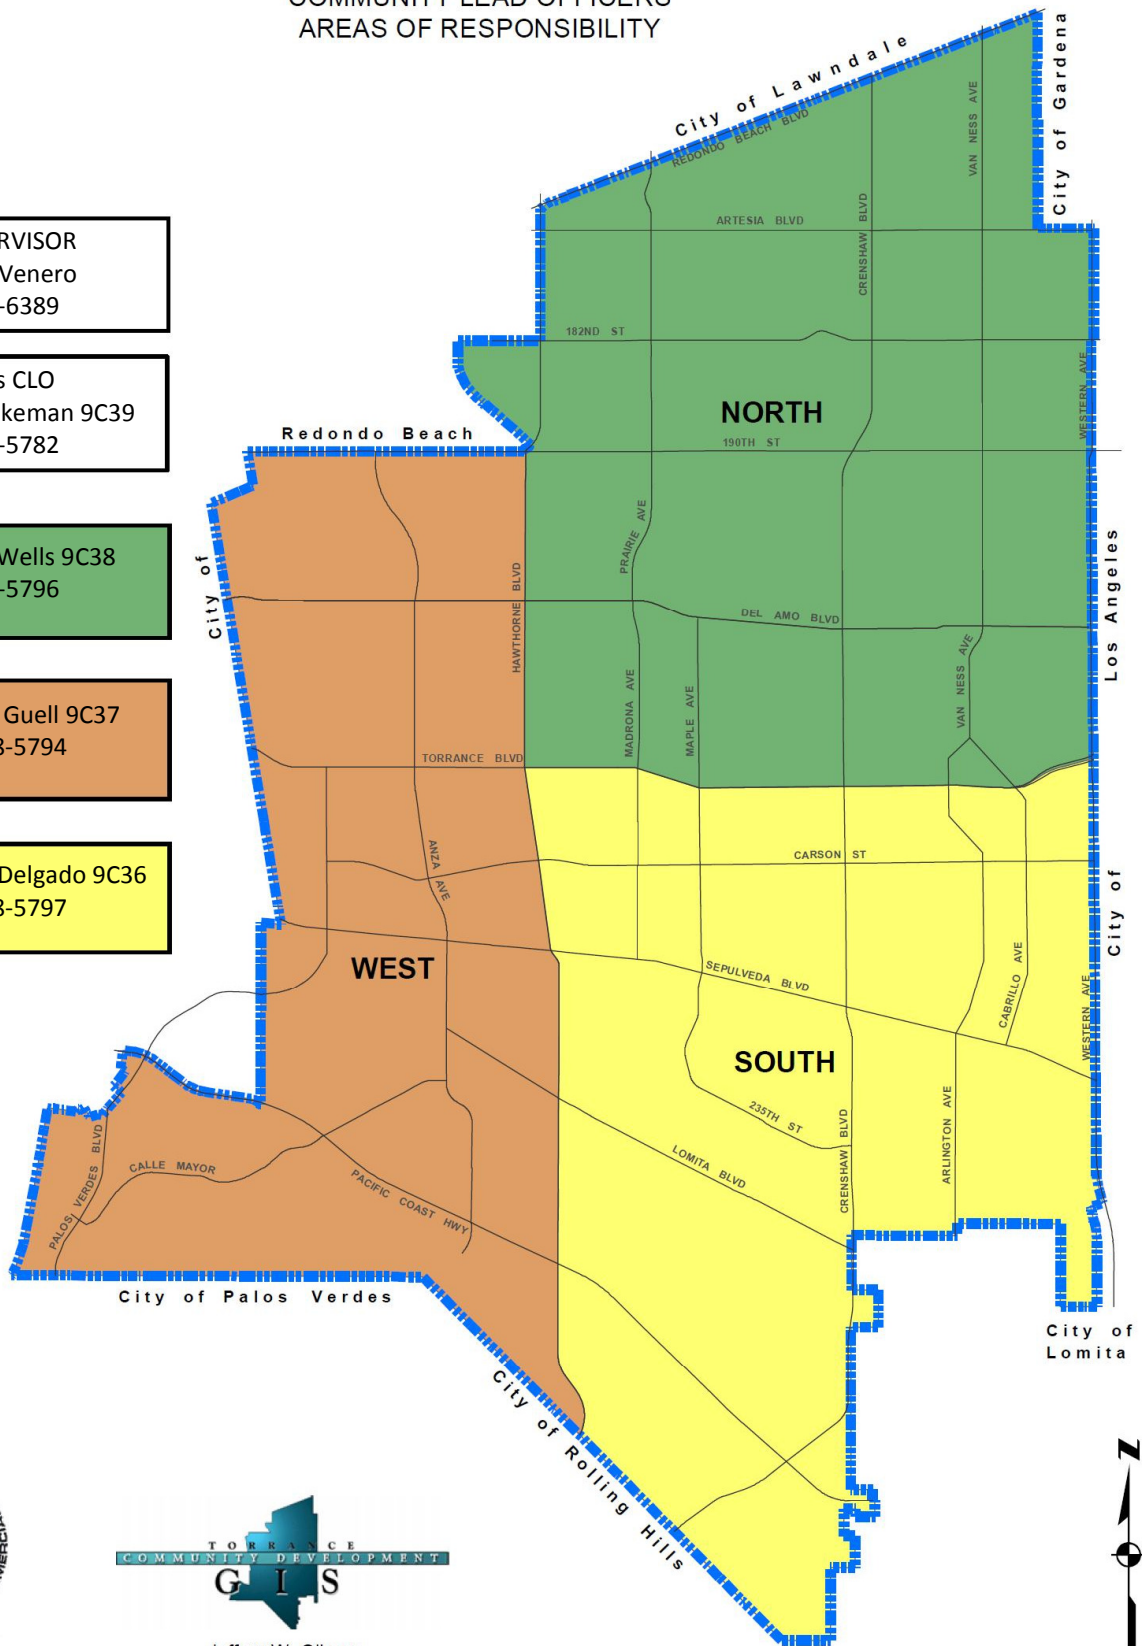 AREAS OF RESPONSIBILITY
City of Lawndale
REDONDO BEACH BLVD
City of Gardena
VAN NESS AVE
CRENSHAW BLVD
ARTESIA BLVD
RVISOR
Venero
-6389
182ND ST
WESTERN AVE
s CLO
keman 9C39
-5782
NORTH
Redondo Beach
190TH ST
City of
PRAIRIE AVE
Wells 9C38
-5796
HAWTHORNE BLVD
DEL AMO BLVD
Los Angeles
MADRONA AVE
MAPLE AVE
VAN NESS AVE
Guell 9C37
-5794
TORRANCE BLVD
ANZA AVE
CARSON ST
Delgado 9C36
-5797
City of
WEST
SEPULVEDA BLVD
CABRILLO AVE
WESTERN AVE
SOUTH
235TH ST
CRENSHAW BLVD
ARLINGTON AVE
LOMITA BLVD
PALOS VERDES BLVD
CALLE MAYOR
PACIFIC COAST HWY
City of Palos Verdes
City of
Lomita
City of Rolling Hills
N
TORRANCE
COMMUNITY DEVELOPMENT
GIS